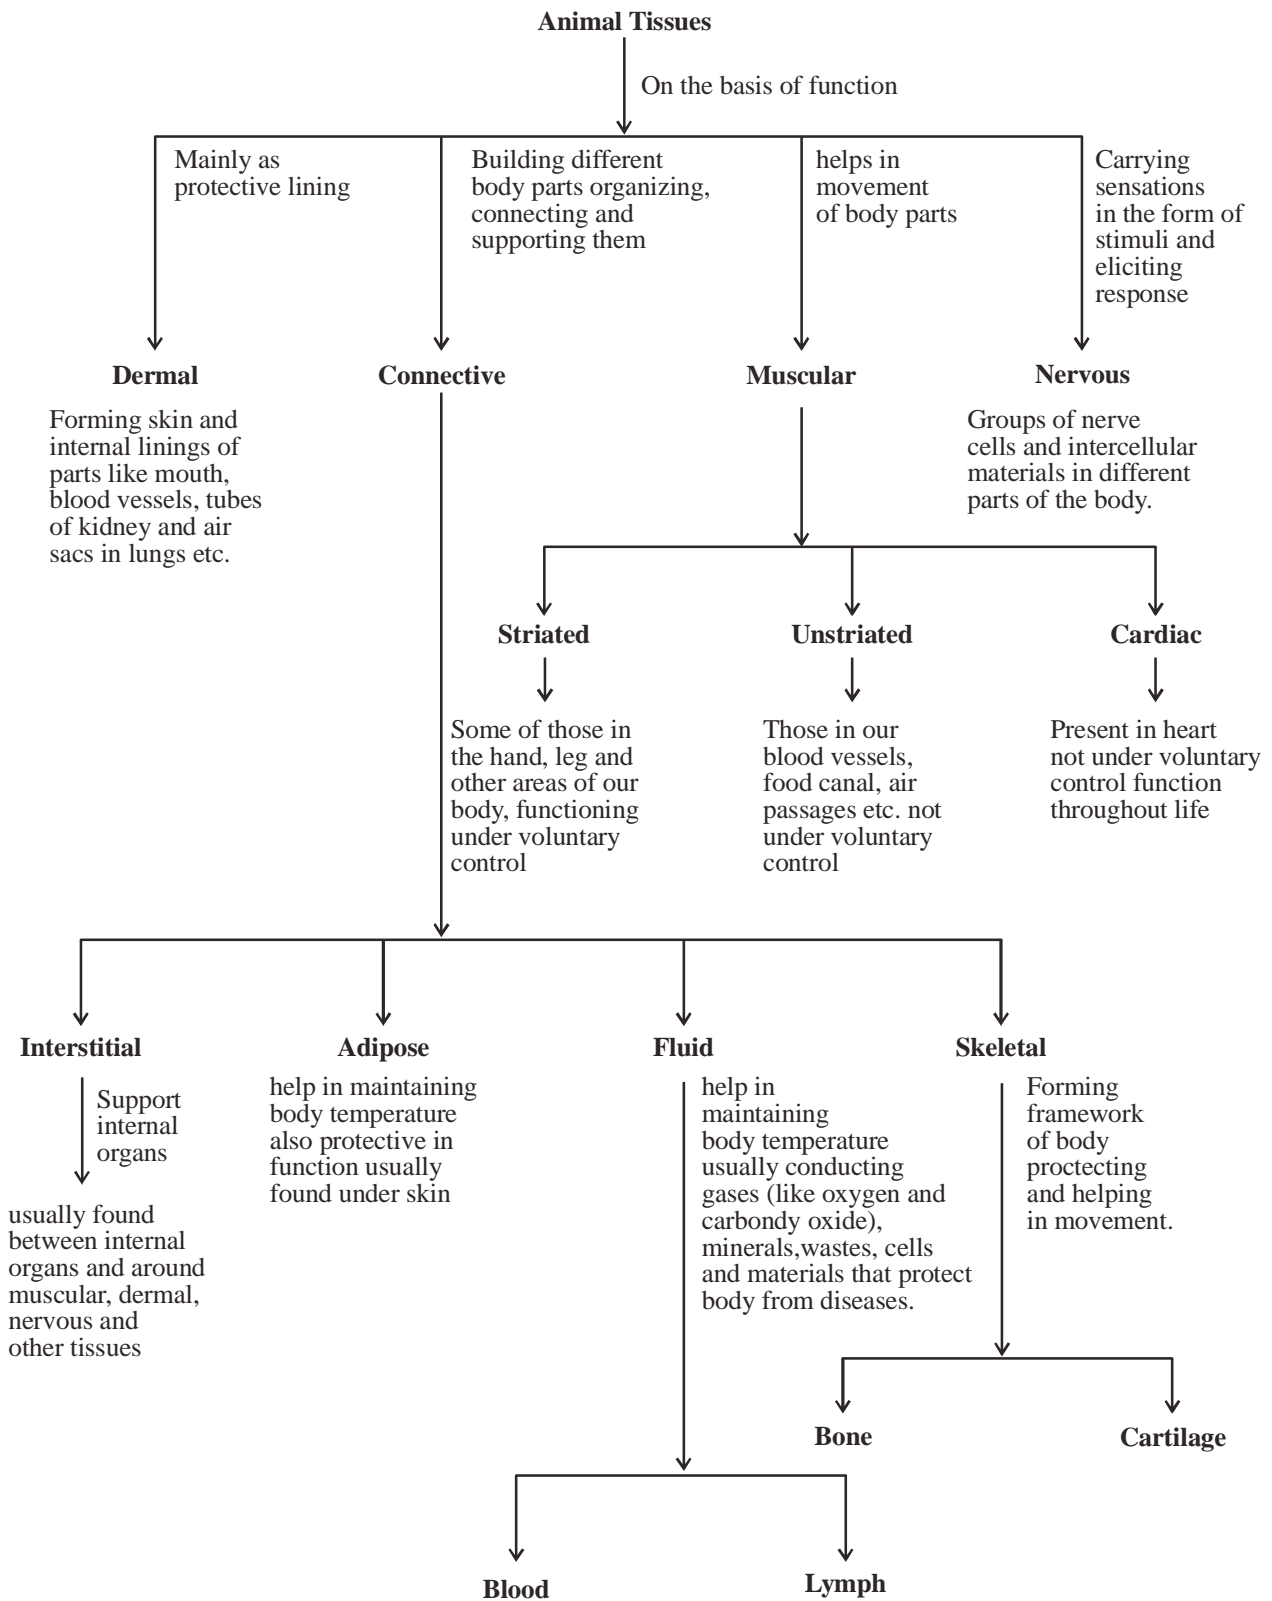 Animal Tissues
On the basis of function
Mainly as
protective lining
Building different
body parts organizing,
connecting and
supporting them
helps in
movement
of body parts
Carrying
sensations
in the form of
stimuli and
eliciting
response
Dermal
Connective
Muscular
Nervous
Forming skin and
internal linings of
parts like mouth,
blood vessels, tubes
of kidney and air
sacs in lungs etc.
Groups of nerve
cells and intercellular
materials in different
parts of the body.
Striated
Unstriated
Cardiac
Some of those in
the hand, leg and
other areas of our
body, functioning
under voluntary
control
Those in our
blood vessels,
food canal, air
passages etc. not
under voluntary
control
Present in heart
not under voluntary
control function
throughout life
Interstitial
Adipose
Fluid
Skeletal
Support
internal
organs
usually found
between internal
organs and around
muscular, dermal,
nervous and
other tissues
help in maintaining
body temperature
also protective in
function usually
found under skin
help in
maintaining
body temperature
usually conducting
gases (like oxygen and
carbondy oxide),
minerals,wastes, cells
and materials that protect
body from diseases.
Forming
framework
of body
proctecting
and helping
in movement.
Bone
Cartilage
Blood
Lymph